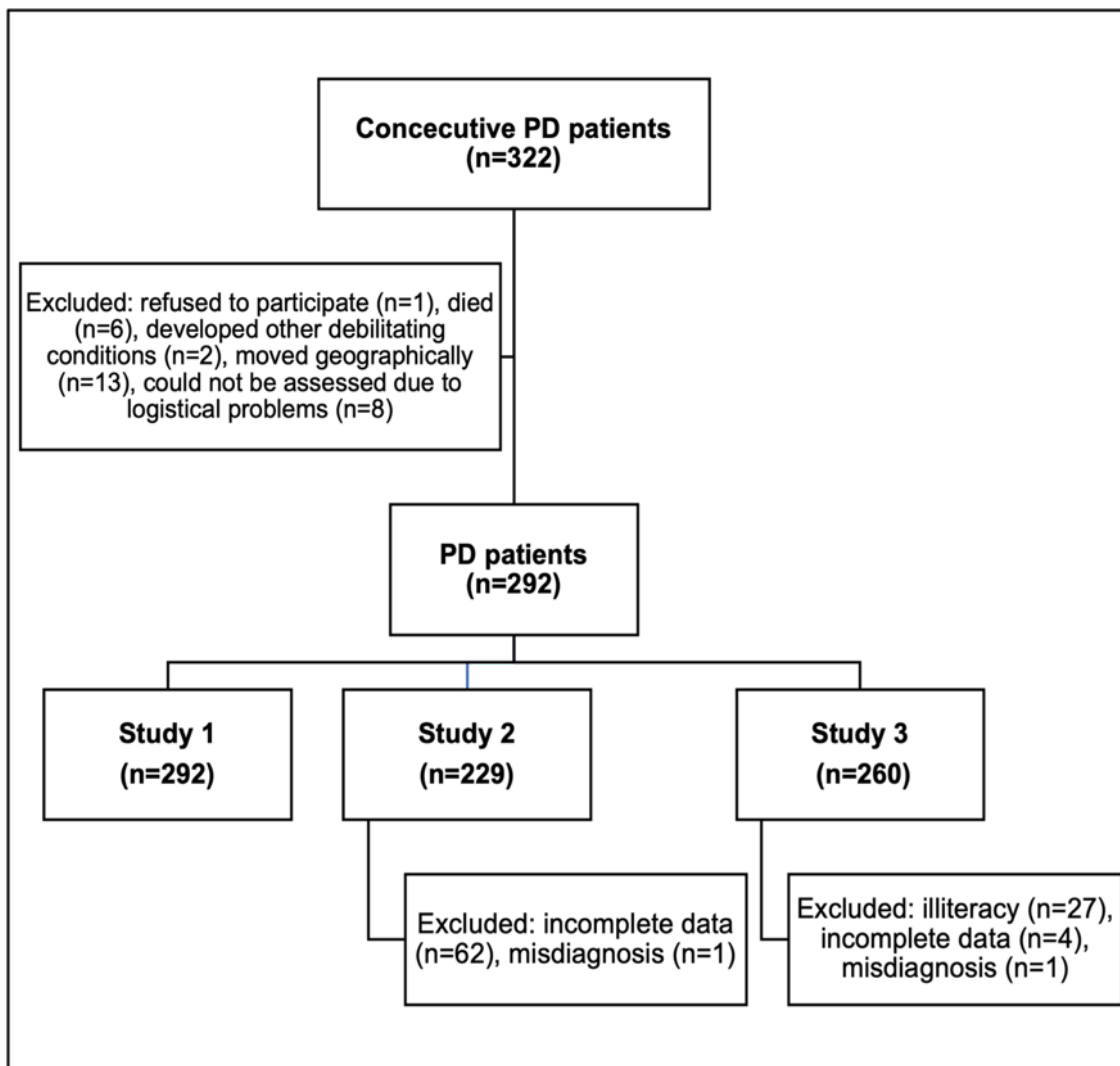 Concecutive PD patients
(n=322)
Excluded: refused to participate (n=1), died
(n=6), developed other debilitating
conditions (n=2), moved geographically
(n=13), could not be assessed due to
logistical problems (n=8)
PD patients
(n=292)
Study 1
(n=292)
Study 2
(n=229)
Study 3
(n=260)
Excluded: incomplete data
(n=62), misdiagnosis (n=1)
Excluded: illiteracy (n=27),
incomplete data (n=4),
misdiagnosis (n=1)